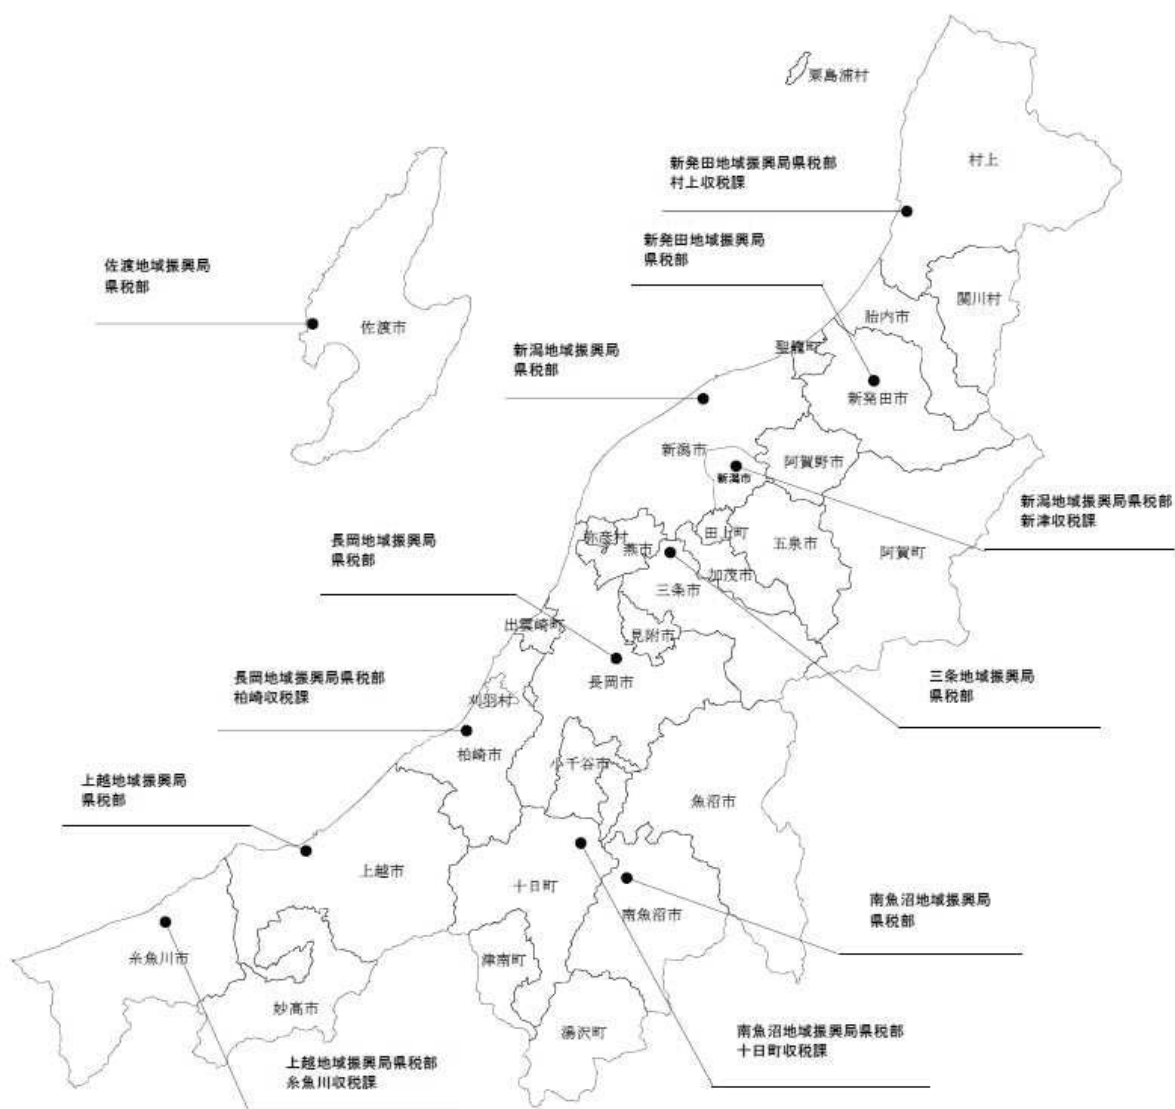 粟島浦村
村上
新発田地域振興局県税部
村上収税課
新発田地域振興局
県税部
佐渡地域振興局
県税部
関川村
胎内市
佐渡市
聖籠町
新潟地域振興局
県税部
新発田市
新潟市
阿賀野市
新潟市
新潟地域振興局県税部
新津収税課
長岡地域振興局
県税部
弥彦村
燕市
田上町
五泉市
阿賀町
加茂市
三条市
出雲崎町
見附市
長岡市
三条地域振興局
県税部
長岡地域振興局県税部
柏崎収税課
刈羽村
柏崎市
小千谷市
魚沼市
上越地域振興局
県税部
上越市
十日町
南魚沼市
南魚沼地域振興局
県税部
糸魚川市
津南町
妙高市
湯沢町
南魚沼地域振興局県税部
十日町収税課
上越地域振興局県税部
糸魚川収税課